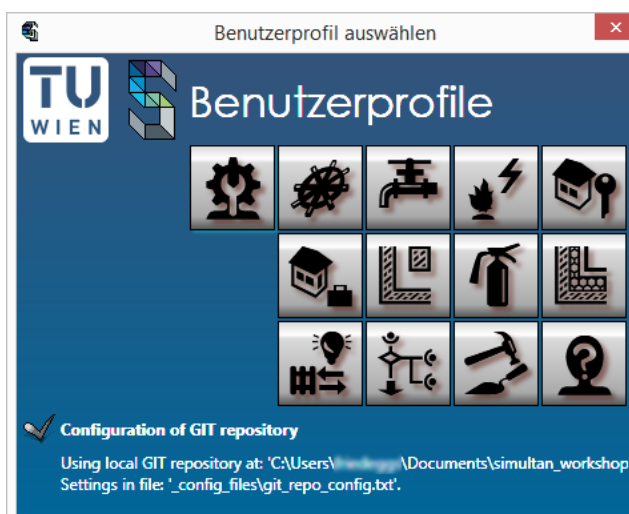 Benutzerprofil auswählen
TU
WIEN
Benutzerprofile
Configuration of GIT repository
Using local GIT repository at: 'C:\Users\ \Documents\simultan_workshop
Settings in file: '_config_files\git_repo_config.txt'.